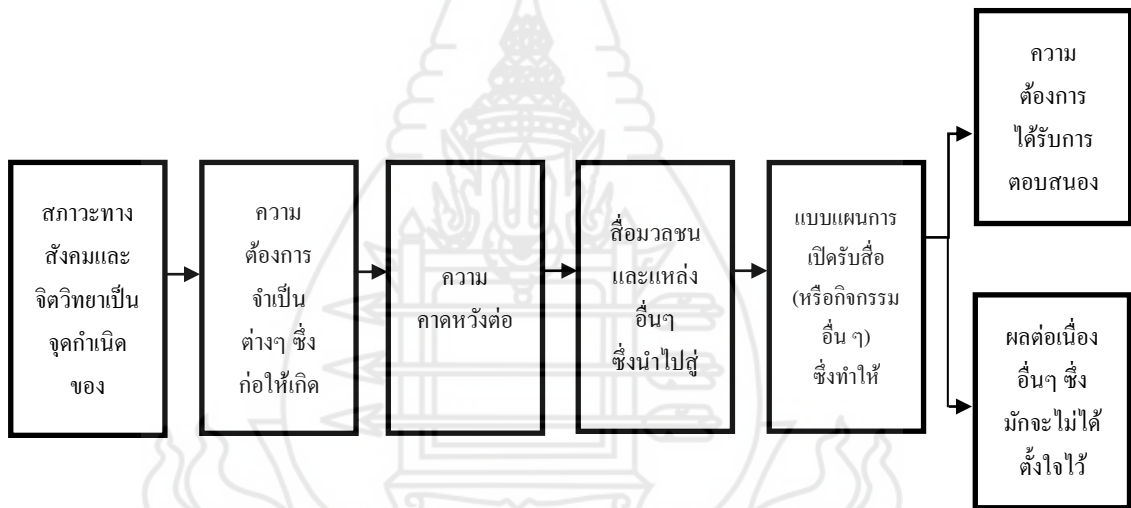 สภาวะทาง
สังคมและ
จิตวิทยาเป็น
จุดกำเนิด
ของ
ความ
ต้องการ
จำเป็น
ต่างๆ ซึ่ง
ก่อให้เกิด
ความ
คาดหวังต่อ
สื่อมวลชน
และแหล่ง
อื่นๆ
ซึ่งนำไปสู่
แบบแผนการ
เปิดรับสื่อ
(หรือกิจกรรม
อื่น ๆ)
ซึ่งทำให้
ความ
ต้องการ
ได้รับการ
ตอบสนอง
ผลต่อเนื่อง
อื่นๆ ซึ่ง
มักจะไม่ได้
ตั้งใจไว้